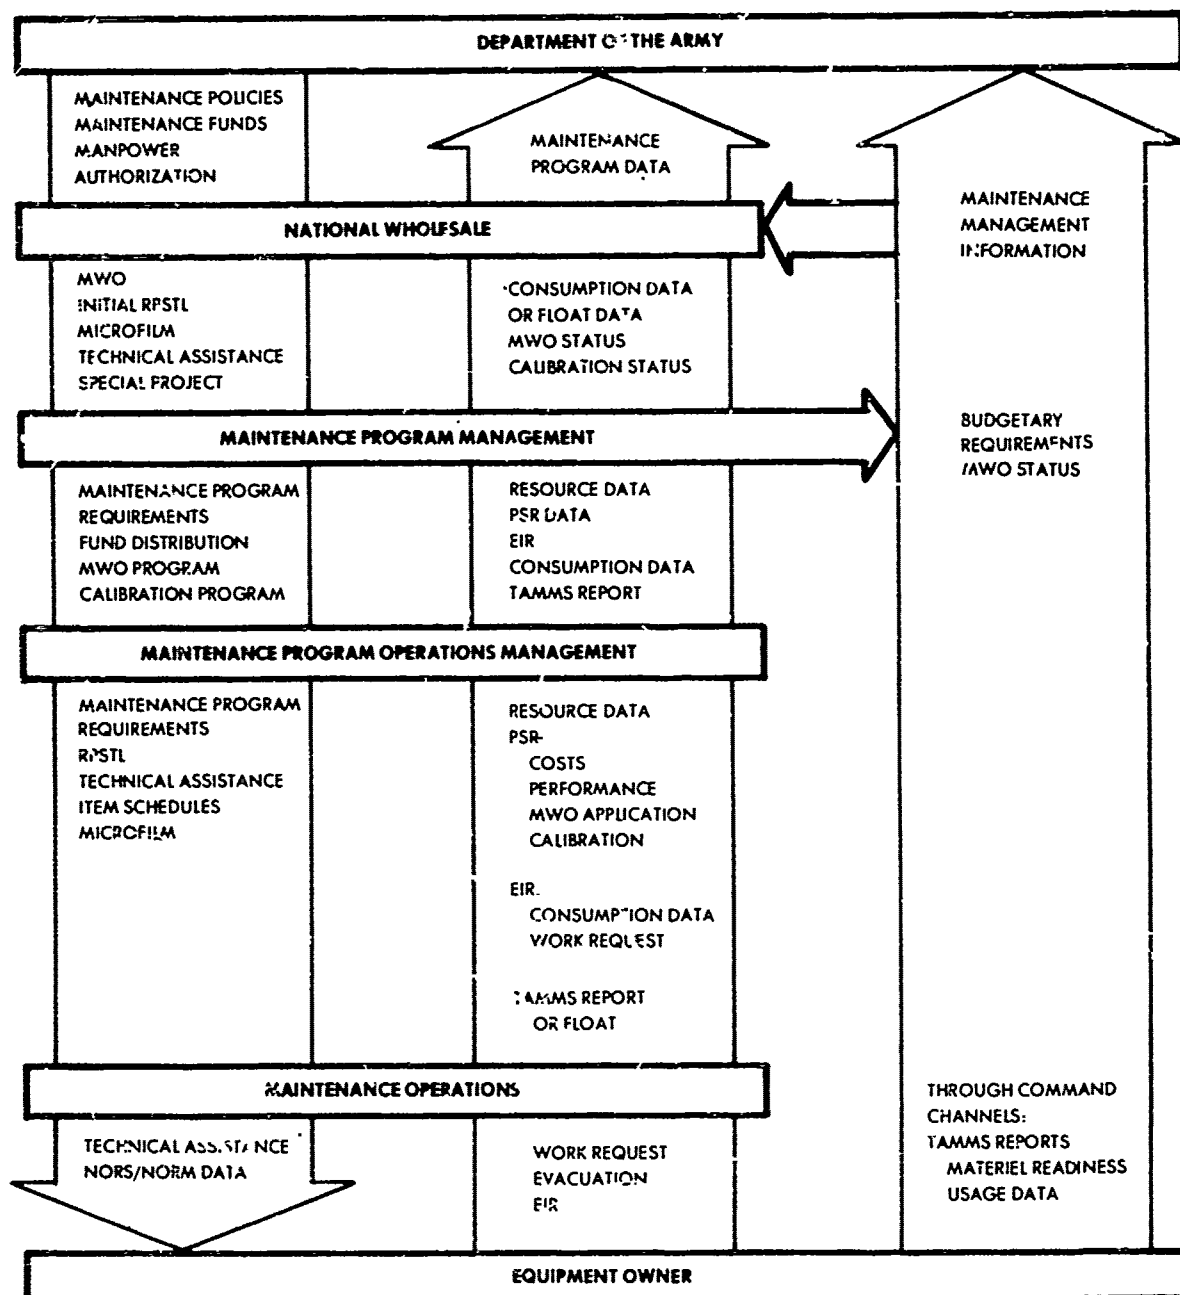 DEPARTMENT OF THE ARMY
MAINTENANCE POLICIES
MAINTENANCE FUNDS
MANPOWER
AUTHORIZATION
MAINTENANCE
PROGRAM DATA
NATIONAL WHOLESALE
MAINTENANCE
MANAGEMENT
INFORMATION
MWO
INITIAL RPSTL
MICROFILM
TECHNICAL ASSISTANCE
SPECIAL PROJECT
CONSUMPTION DATA
OR FLOAT DATA
MWO STATUS
CALIBRATION STATUS
MAINTENANCE PROGRAM MANAGEMENT
BUDGETARY
REQUIREMENTS
MWO STATUS
MAINTENANCE PROGRAM
REQUIREMENTS
FUND DISTRIBUTION
MWO PROGRAM
CALIBRATION PROGRAM
RESOURCE DATA
PSR DATA
EIR
CONSUMPTION DATA
TAMMS REPORT
MAINTENANCE PROGRAM OPERATIONS MANAGEMENT
MAINTENANCE PROGRAM
REQUIREMENTS
RPSTL
TECHNICAL ASSISTANCE
ITEM SCHEDULES
MICROFILM
RESOURCE DATA
PSR-
COSTS
PERFORMANCE
MWO APPLICATION
CALIBRATION
EIR.
CONSUMPTION DATA
WORK REQUEST
TAMMS REPORT
OR FLOAT
MAINTENANCE OPERATIONS
TECHNICAL ASSISTANCE
NORS/NORM DATA
WORK REQUEST
EVACUATION
EIR
THROUGH COMMAND
CHANNELS:
TAMMS REPORTS
MATERIEL READINESS
USAGE DATA
EQUIPMENT OWNER